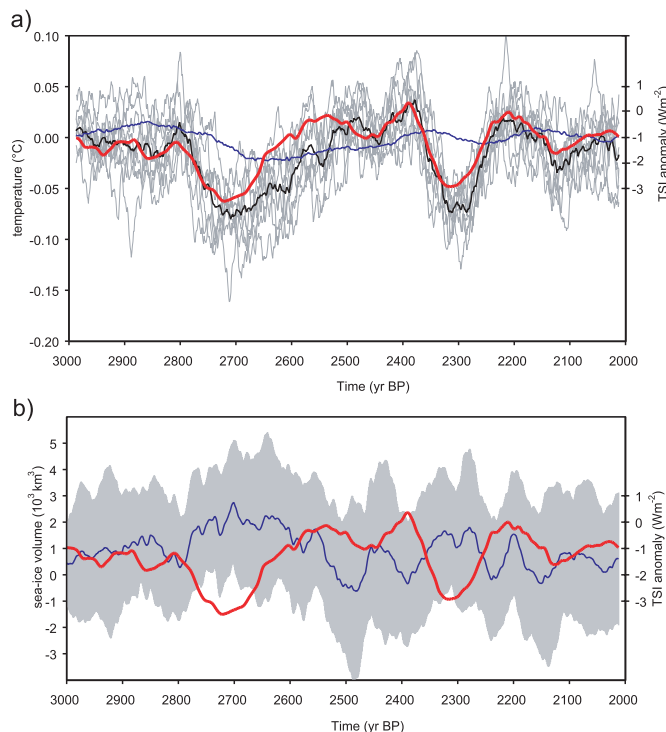 a)
0.10
0.05
0.00
-0.05
-0.10
-0.15
-0.20
temperature (°C)
1
0
-1
-2
-3
TSI anomaly (Wm-2)
3000 2900 2800 2700 2600 2500 2400 2300 2200 2100 2000
Time (yr BP)
b)
5
4
3
2
1
0
-1
-2
-3
sea-ice volume (10³ km³)
1
0
-1
-2
-3
TSI anomaly (Wm-2)
3000 2900 2800 2700 2600 2500 2400 2300 2200 2100 2000
Time (yr BP)